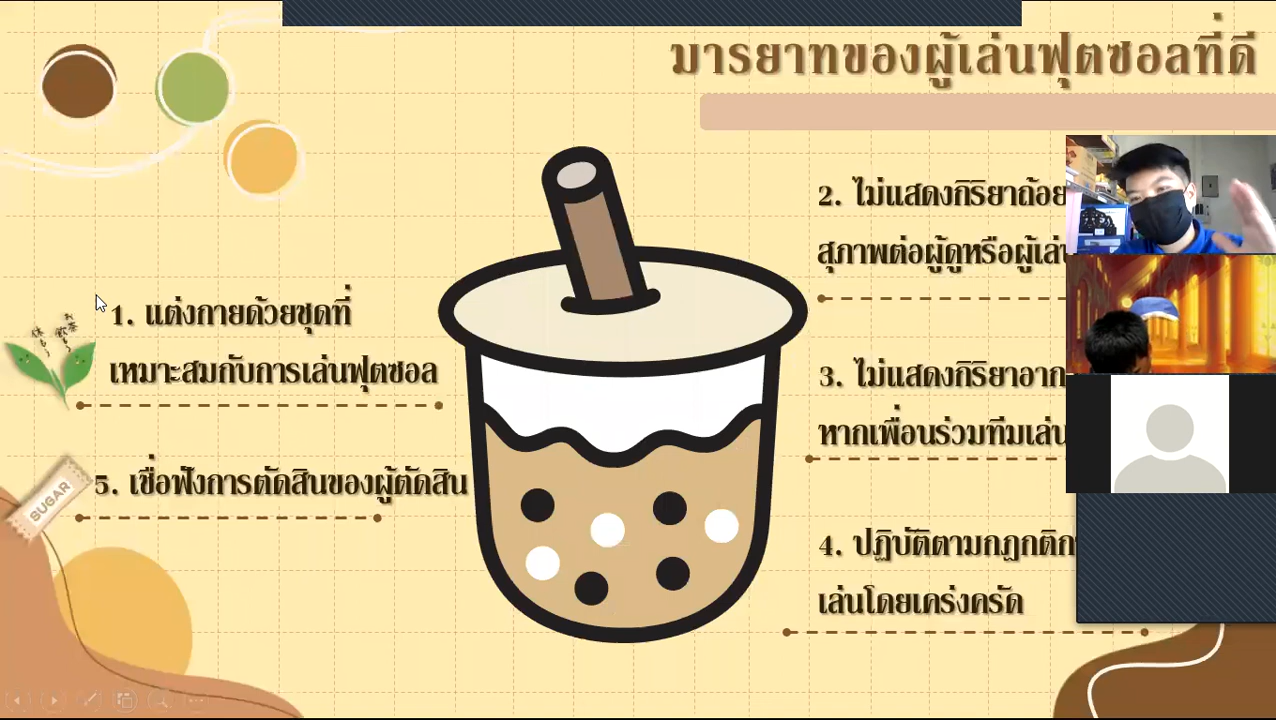 มารยาทของผู้เล่นฟุตซอลที่ดี
1. แต่งกายด้วยชุดที่
เหมาะสมกับการเล่นฟุตซอล
2. ไม่แสดงกิริยาถ้อย
สุภาพต่อผู้ดูหรือผู้เล่
3. ไม่แสดงกิริยาอาก
หากเพื่อนร่วมทีมเล่น
4. ปฏิบัติตามกฎกติก
เล่นโดยเคร่งครัด
5. เชื่อฟังการตัดสินของผู้ตัดสิน
SUGAR